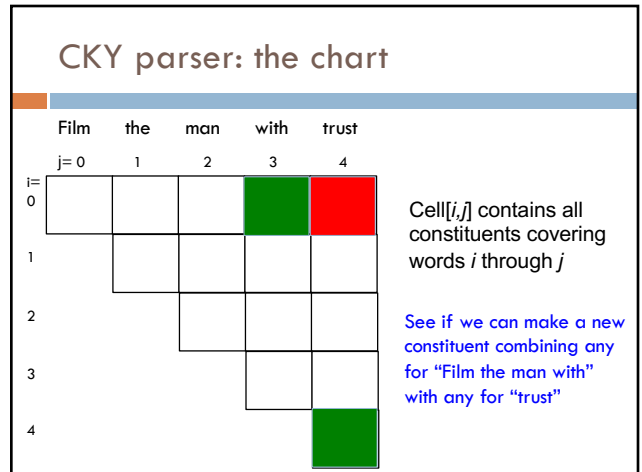 CKY parser: the chart
Film the man with trust
j= 0 1 2 3 4
i=
0
1
2
3
4
Cell[i,j] contains all
constituents covering
words i through j
See if we can make a new
constituent combining any
for “Film the man with”
with any for “trust”